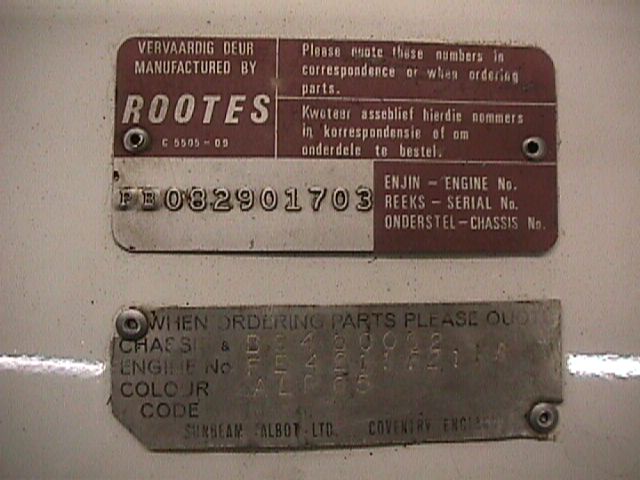 VERVAARDIG DEUR
MANUFACTURED BY
ROOTES
C 5505-09
Please quote these numbers in
correspondence or when ordering
parts.
Kwoteer asseblief hierdie nommers
in korrespondensie of om
onderdele te bestel.
082901703
ENJIN - ENGINE No.
REEKS - SERIAL No.
ONDERSTEL - CHASSIS No.
WHEN ORDERING PARTS PLEASE QUOTE
CHASSIS &
ENGINE No
COLOUR
CODE
SUNBEAM TALBOT LTD. COVENTRY ENGLAND